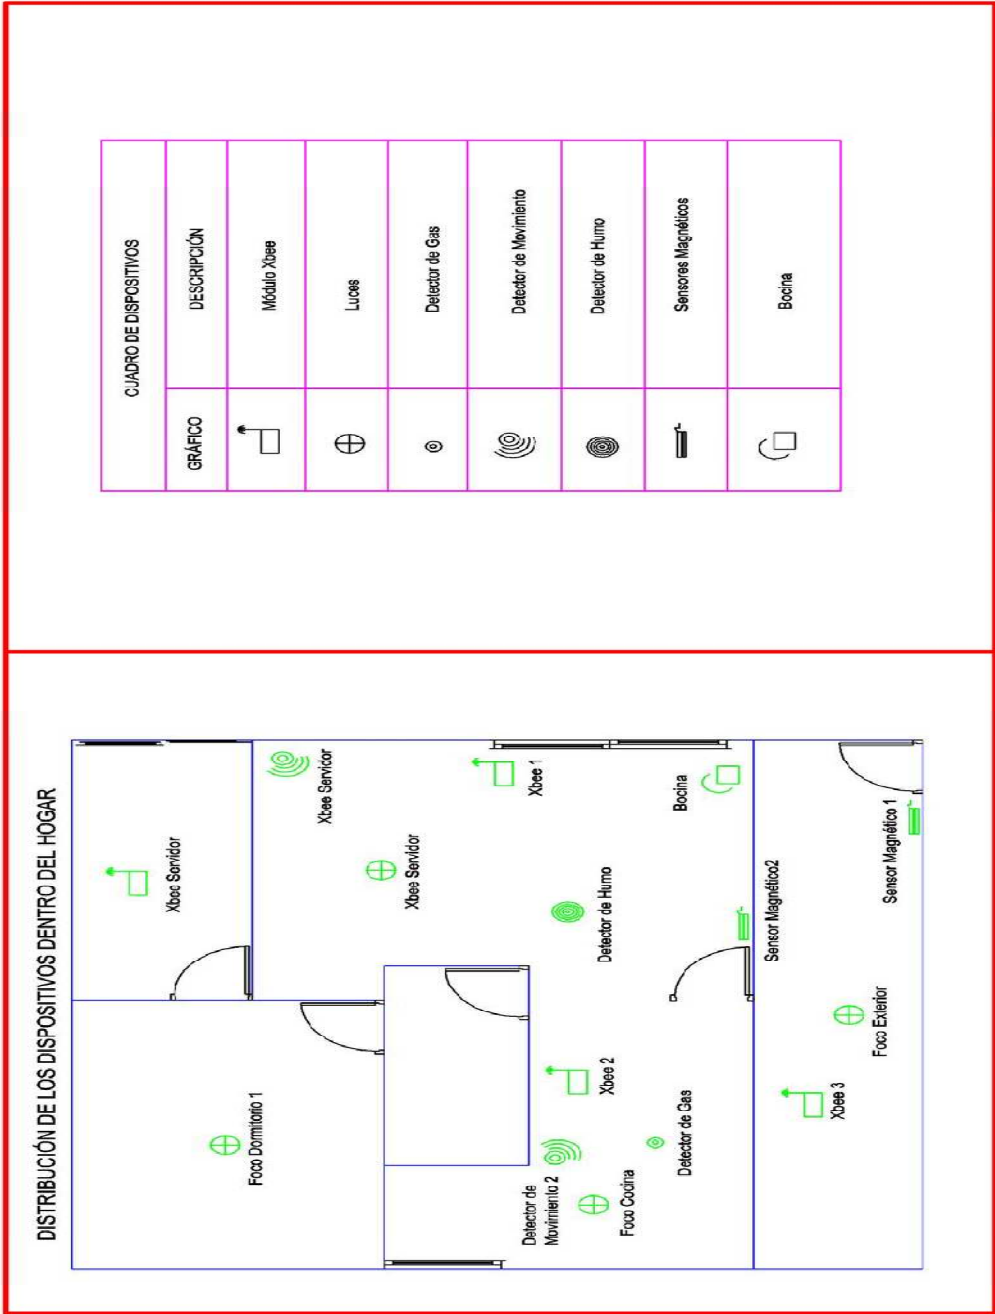 DISTRIBUCIÓN DE LOS DISPOSITIVOS DENTRO DEL HOGAR
Xbee Servidor
Foco Dormitorio 1
Xbee Servidor
Xbee Servidor
Detector de
Movimiento 2
Xbee 1
Xbee 2
Detector de Humo
Foco Cocina
Detector de Gas
Bocina
Sensor Magnético2
Xbee 3
Foco Exterior
Sensor Magnético 1
CUADRO DE DISPOSITIVOS
GRÁFICO DESCRIPCIÓN
Módulo Xbee
Luces
Detector de Gas
Detector de Movimiento
Detector de Humo
Sensores Magnéticos
Bocina